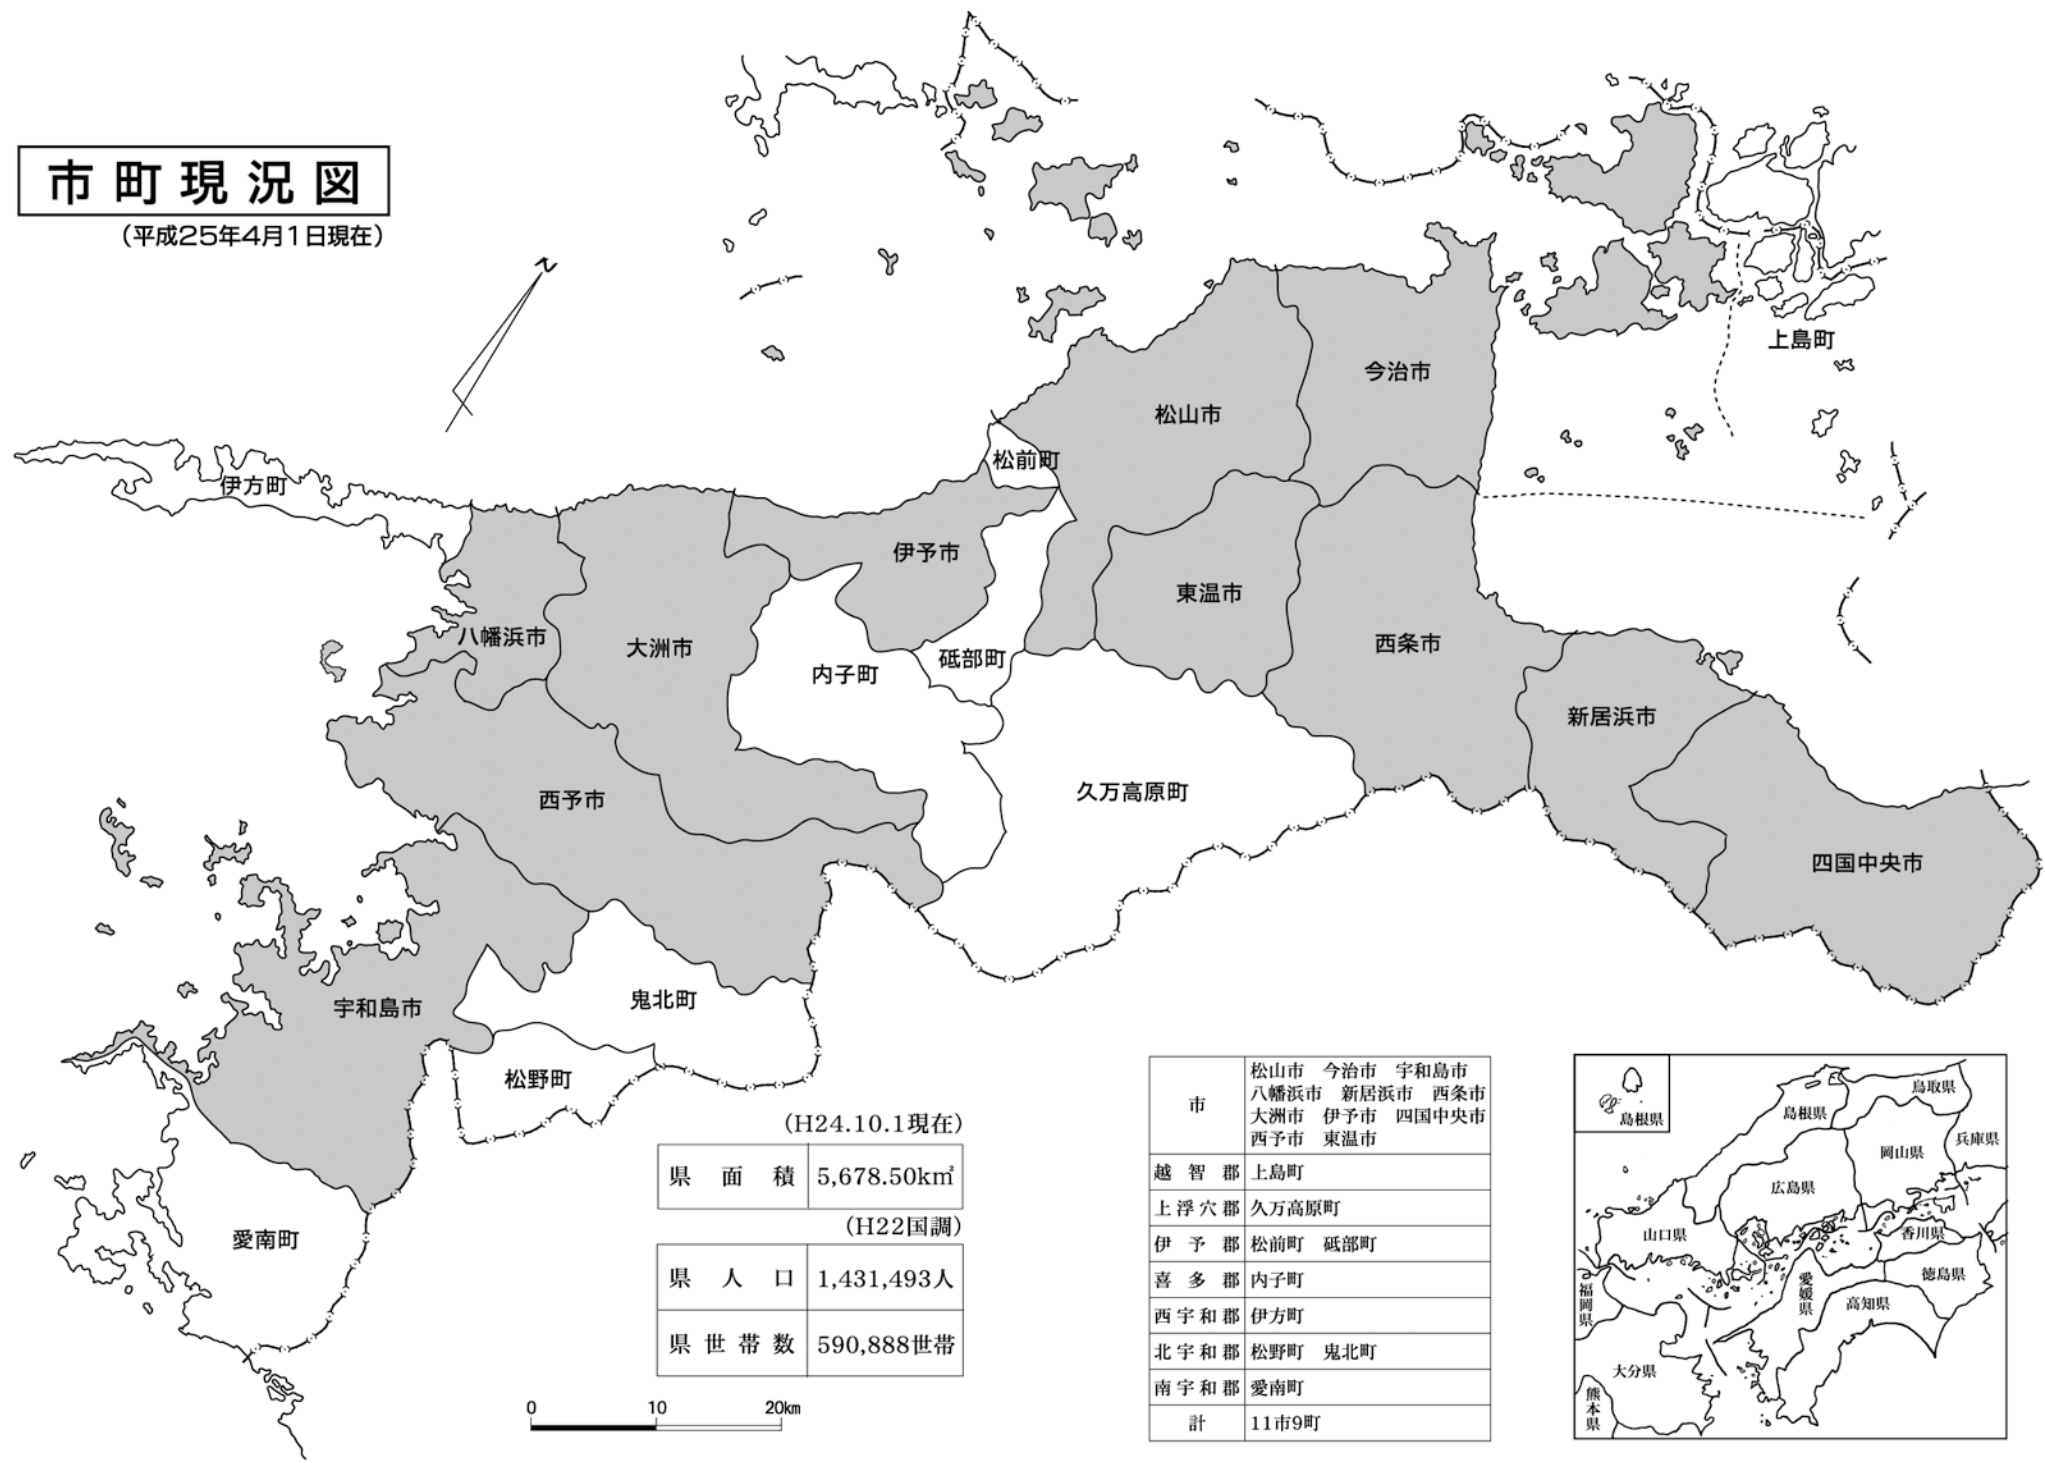 市町現況図
（平成25年4月1日現在）
N
上島町
今治市
松山市
松前町
伊方町
伊予市
東温市
八幡浜市
大洲市
西条市
砥部町
内子町
新居浜市
久万高原町
西予市
四国中央市
鬼北町
宇和島市
松野町
愛南町
（H24.10.1現在）
県面積 5,678.50km²
（H22国調）
県人口 1,431,493人
県世帯数 590,888世帯
0 10 20km
市 松山市 今治市 宇和島市
八幡浜市 新居浜市 西条市
大洲市 伊予市 四国中央市
西予市 東温市
越智郡 上島町
上浮穴郡 久万高原町
伊予郡 松前町 砥部町
喜多郡 内子町
西宇和郡 伊方町
北宇和郡 松野町 鬼北町
南宇和郡 愛南町
計 11市9町
島根県
鳥取県
島根県
兵庫県
岡山県
広島県
山口県
香川県
徳島県
愛媛県
高知県
福岡県
大分県
熊本県